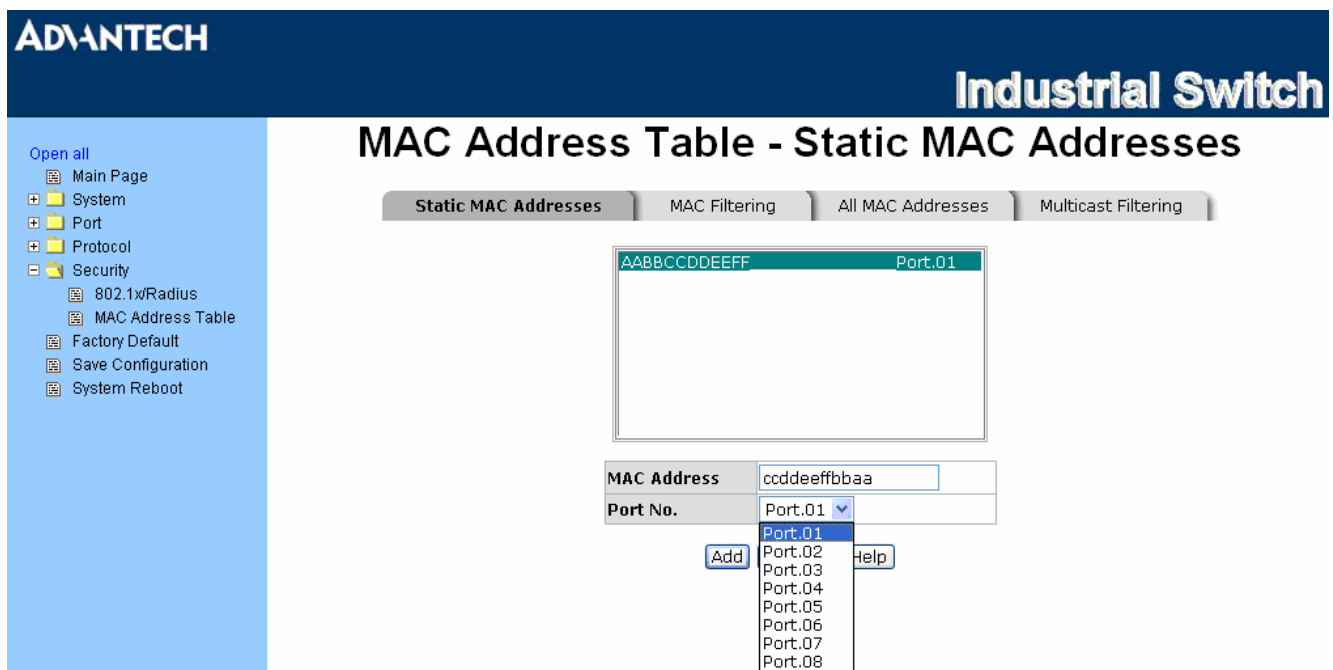 ADVANTECH
Industrial Switch
Open all
Main Page
System
Port
Protocol
Security
802.1x/Radius
MAC Address Table
Factory Default
Save Configuration
System Reboot
MAC Address Table - Static MAC Addresses
Static MAC Addresses MAC Filtering All MAC Addresses Multicast Filtering
AABBCCDDEEFF Port.01
MAC Address ccddeeffbbaa
Port No. Port.01
Port.01
Port.02
Port.03
Port.04
Port.05
Port.06
Port.07
Port.08
Add Help